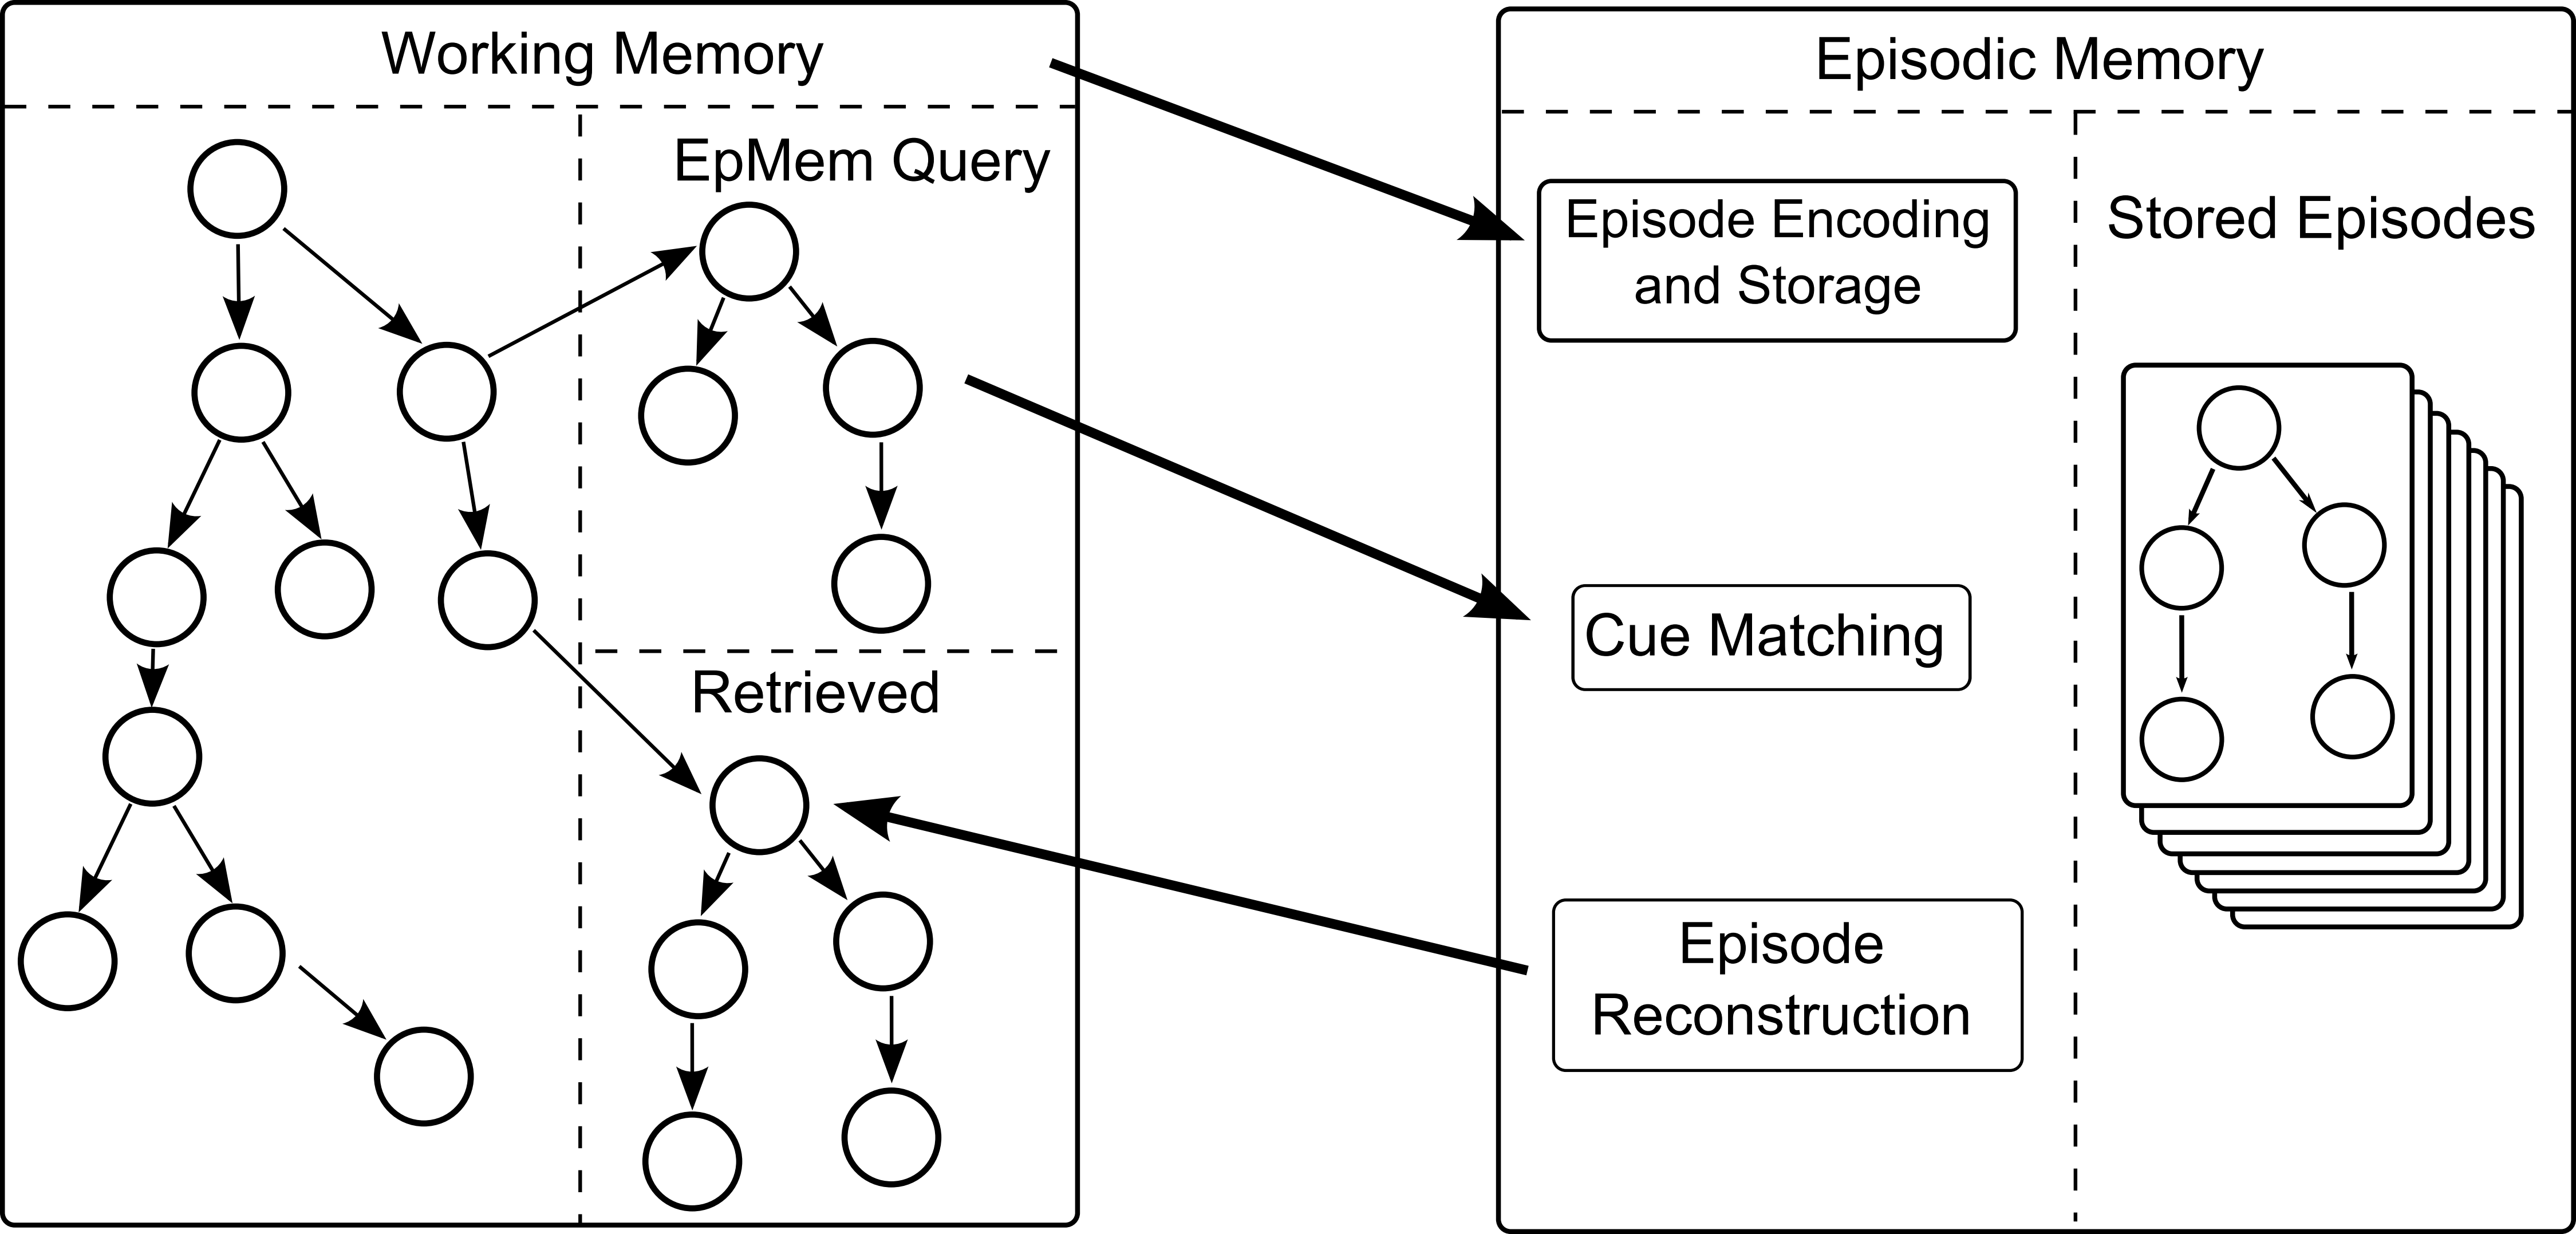 Working Memory
EpMem Query
Retrieved
Episodic Memory
Episode Encoding
and Storage
Cue Matching
Episode
Reconstruction
Stored Episodes